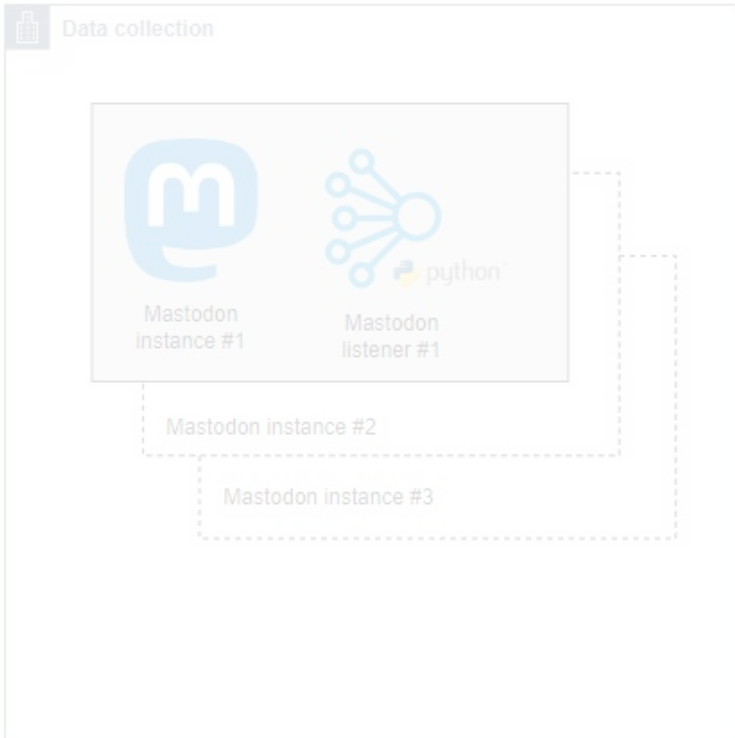 Data collection
Mastodon
instance #1
python
Mastodon
listener #1
Mastodon instance #2
Mastodon instance #3